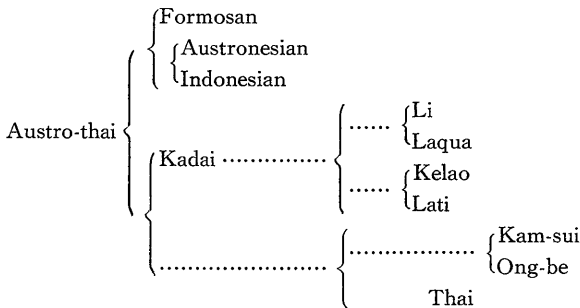 Formosan
Austronesian
Indonesian
Austro-thai
Li
Laqua
Kadai
Kelao
Lati
Kam-sui
Ong-be
Thai